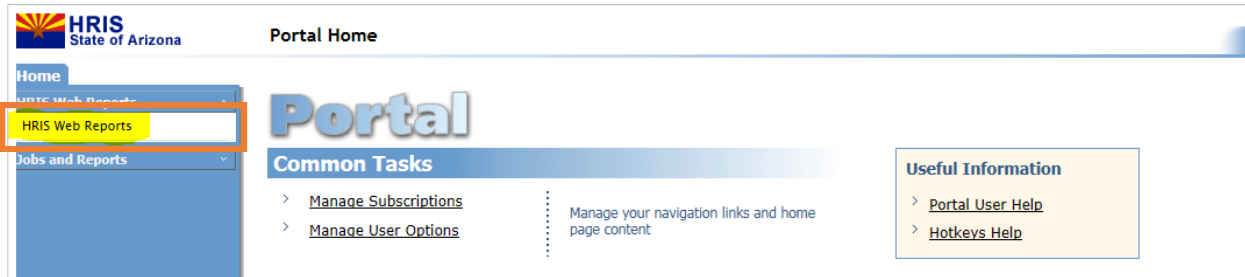 HRIS
State of Arizona
Portal Home
Home
HRIS Web Reports
HRIS Web Reports
Jobs and Reports
Portal
Common Tasks
Manage Subscriptions
Manage User Options
Manage your navigation links and home
page content
Useful Information
Portal User Help
Hotkeys Help